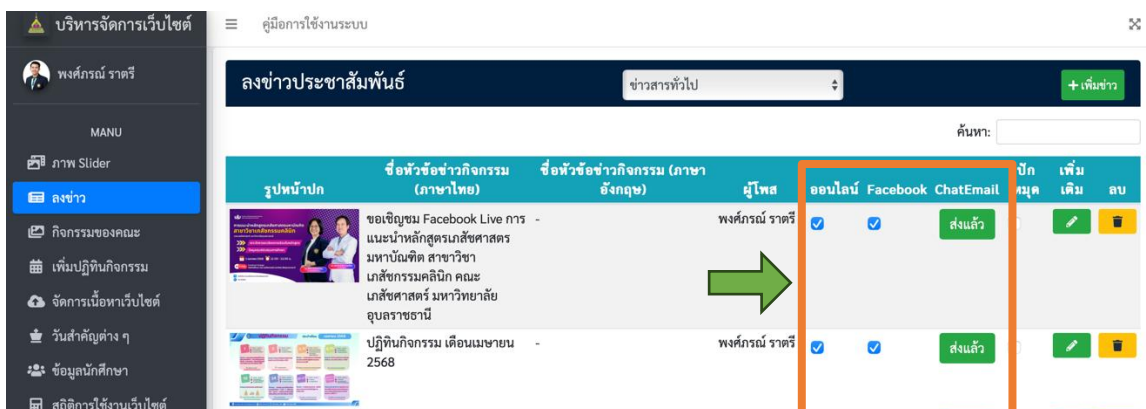 บริหารจัดการเว็บไซต์
คู่มือการใช้งานระบบ
พงศ์ภรณ์ ราตรี
ลงข่าวประชาสัมพันธ์
ข่าวสารทั่วไป
+ เพิ่มข่าว
MANU
ค้นหา:
ภาพ Slider
ลงข่าว
กิจกรรมของคณะ
เพิ่มปฏิทินกิจกรรม
จัดการเนื้อหาเว็บไซต์
วันสำคัญต่าง ๆ
ข้อมูลนักศึกษา
สถิติการใช้งานเว็บไซต์
รูปหน้าปก
ชื่อหัวข้อข่าวกิจกรรม
(ภาษาไทย)
ชื่อหัวข้อข่าวกิจกรรม (ภาษา
อังกฤษ)
ผู้โพส
ออนไลน์
Facebook
ChatEmail
ปัก
หมุด
เพิ่ม
เติม
ลบ
ขอเชิญชม Facebook Live การ
แนะนำหลักสูตรเภสัชศาสตร
มหาบัณฑิต สาขาวิชา
เภสัชกรรมคลินิก คณะ
เภสัชศาสตร์ มหาวิทยาลัย
อุบลราชธานี
-
พงศ์ภรณ์ ราตรี
ส่งแล้ว
ปฏิทินกิจกรรม เดือนเมษายน
2568
-
พงศ์ภรณ์ ราตรี
ส่งแล้ว